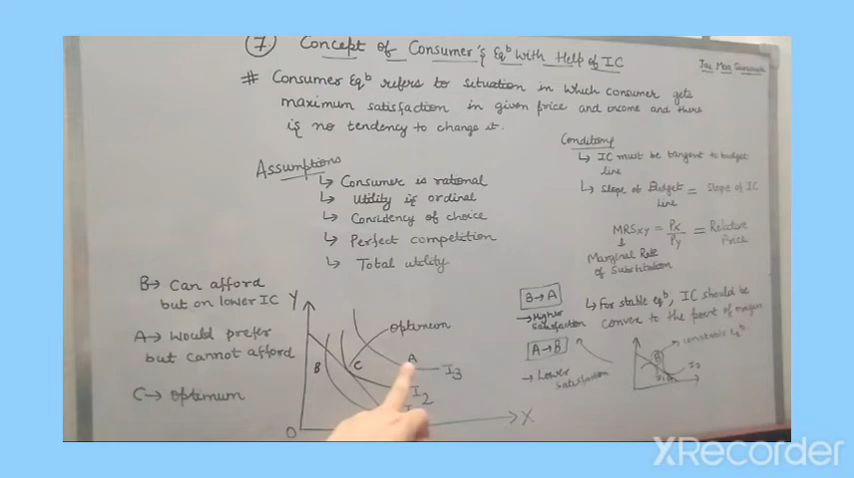 7 Concept of Consumer's Eqb With Help of IC
# Consumer Eqb refers to situation in which consumer gets
maximum satisfaction in given price and income and there
is no tendency to change it.
Assumptions
↳ Consumer is rational
↳ Utility is ordinal
↳ Consistency of choice
↳ Perfect competition
↳ Total utility
Conditions
↳ IC must be tangent to budget
line
↳ Slope of Budget = Slope of IC
line
MRSxy = Px/Py = Relative
Price
↓
Marginal Rate
of Substitution
↳ For stable eqb, IC should be
convex to the point of origin
B→ Can afford
but on lower IC
A→ Would prefer
but cannot afford
C→ optimum
Y
optimum
A
B
C
I3
I2
I
O
X
B→A
→ Higher
satisfaction
A→B
→ Lower
satisfaction
XRecorder